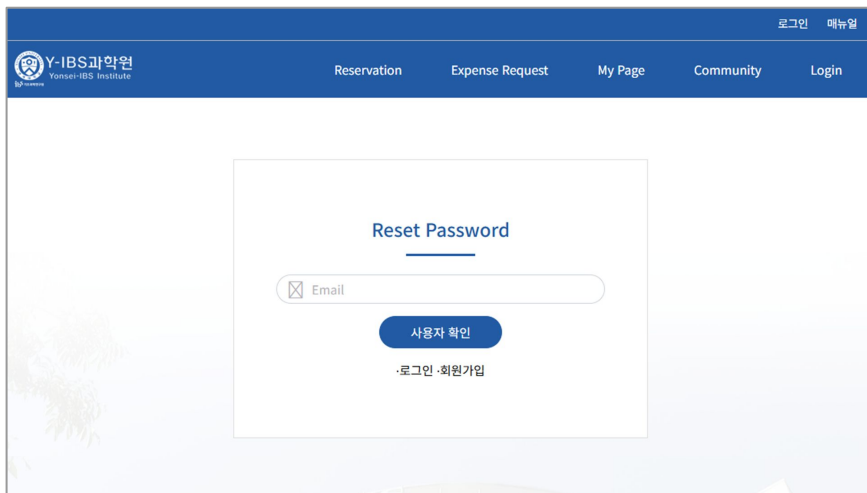 로그인 매뉴얼
Y-IBS과학원
Yonsei-IBS Institute
Reservation Expense Request My Page Community Login
Reset Password
Email
사용자 확인
·로그인 ·회원가입